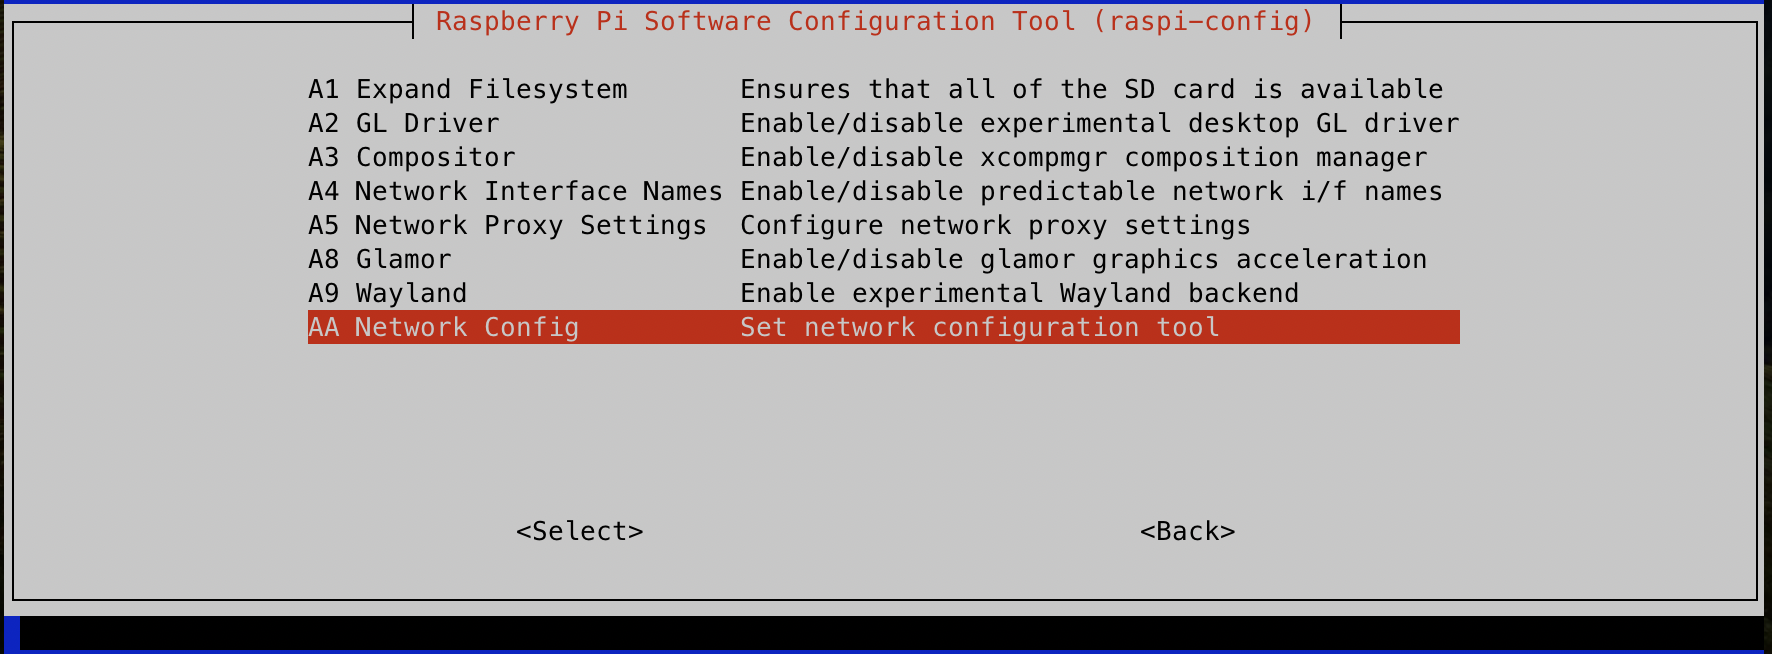 Raspberry Pi Software Configuration Tool (raspi-config)
A1 Expand Filesystem Ensures that all of the SD card is available
A2 GL Driver Enable/disable experimental desktop GL driver
A3 Compositor Enable/disable xcompmgr composition manager
A4 Network Interface Names Enable/disable predictable network i/f names
A5 Network Proxy Settings Configure network proxy settings
A8 Glamor Enable/disable glamor graphics acceleration
A9 Wayland Enable experimental Wayland backend
AA Network Config Set network configuration tool
<Select> <Back>